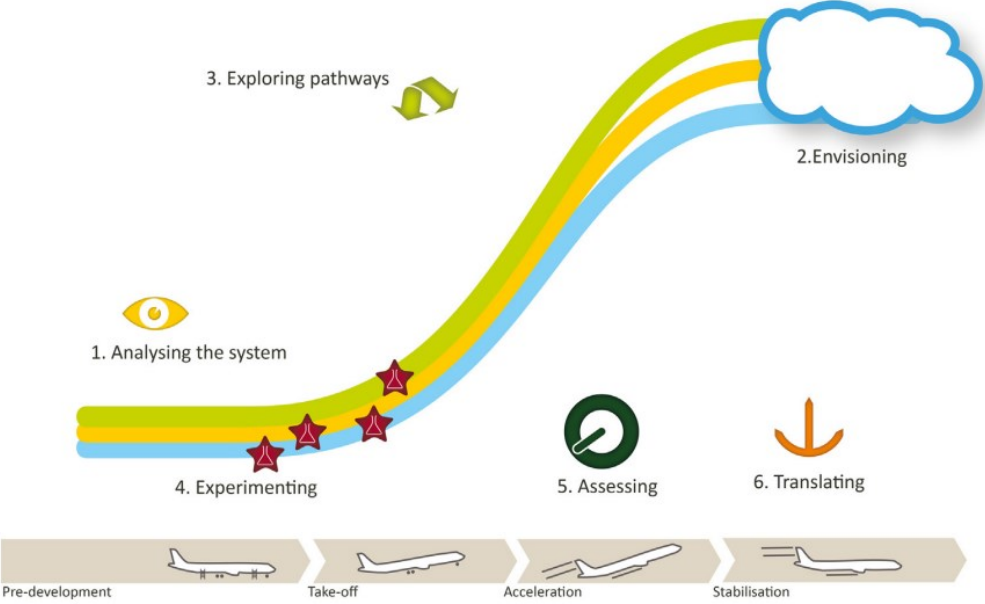 3. Exploring pathways
2.Envisioning
1. Analysing the system
4. Experimenting
5. Assessing
6. Translating
Pre-development
Take-off
Acceleration
Stabilisation